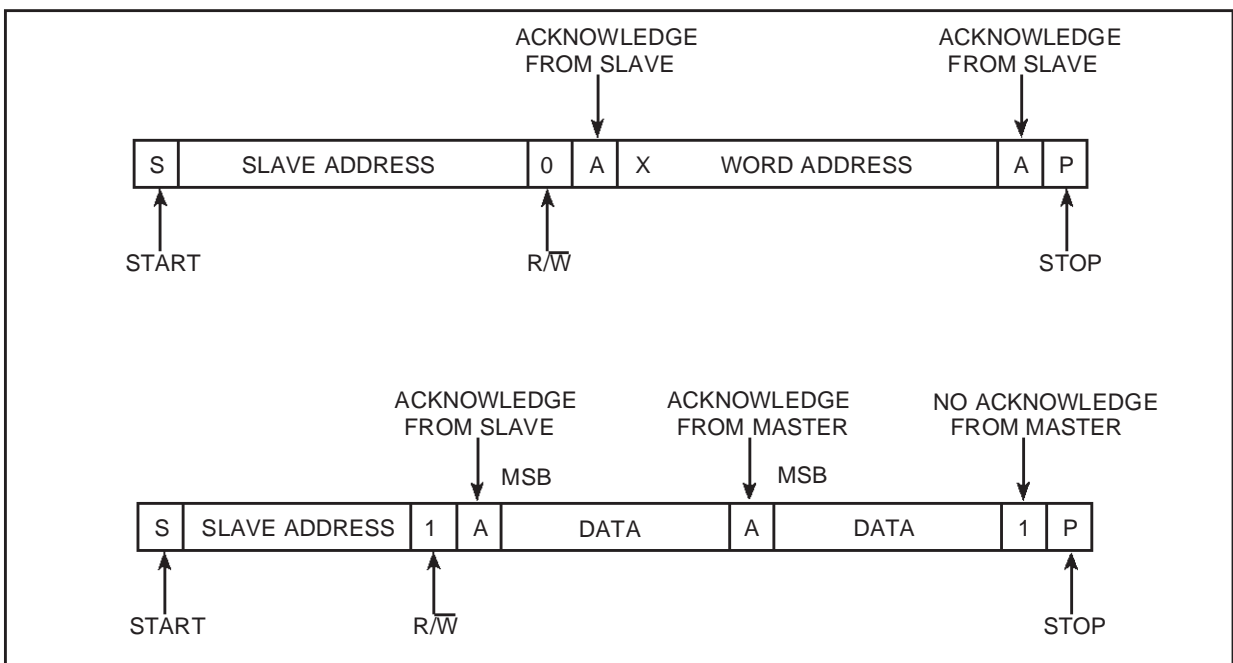 ACKNOWLEDGE
FROM SLAVE
ACKNOWLEDGE
FROM SLAVE
S SLAVE ADDRESS 0 A X WORD ADDRESS A P
START R/W̅ STOP
ACKNOWLEDGE
FROM SLAVE
ACKNOWLEDGE
FROM MASTER
NO ACKNOWLEDGE
FROM MASTER
MSB MSB
S SLAVE ADDRESS 1 A DATA A DATA 1 P
START R/W̅ STOP